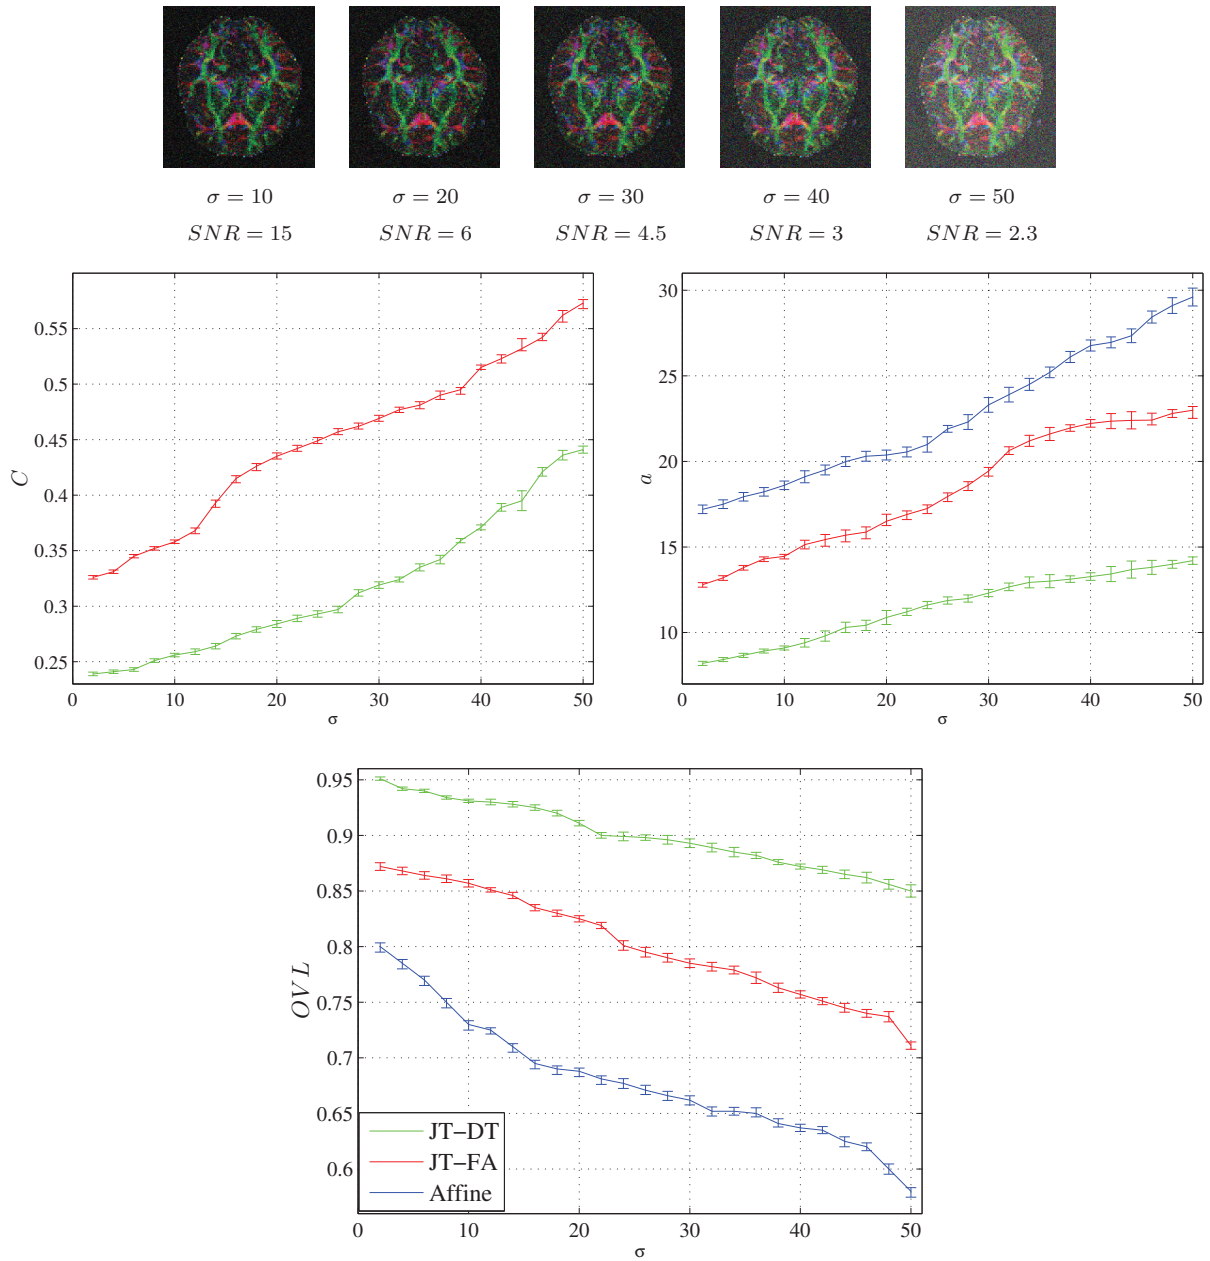 σ = 10 σ = 20 σ = 30 σ = 40 σ = 50
SNR = 15 SNR = 6 SNR = 4.5 SNR = 3 SNR = 2.3
C
0.55
0.5
0.45
0.4
0.35
0.3
0.25
0 10 20 30 40 50
σ
a
30
25
20
15
10
0 10 20 30 40 50
σ
OVL
0.95
0.9
0.85
0.8
0.75
0.7
0.65
0.6
JT−DT
JT−FA
Affine
0 10 20 30 40 50
σ